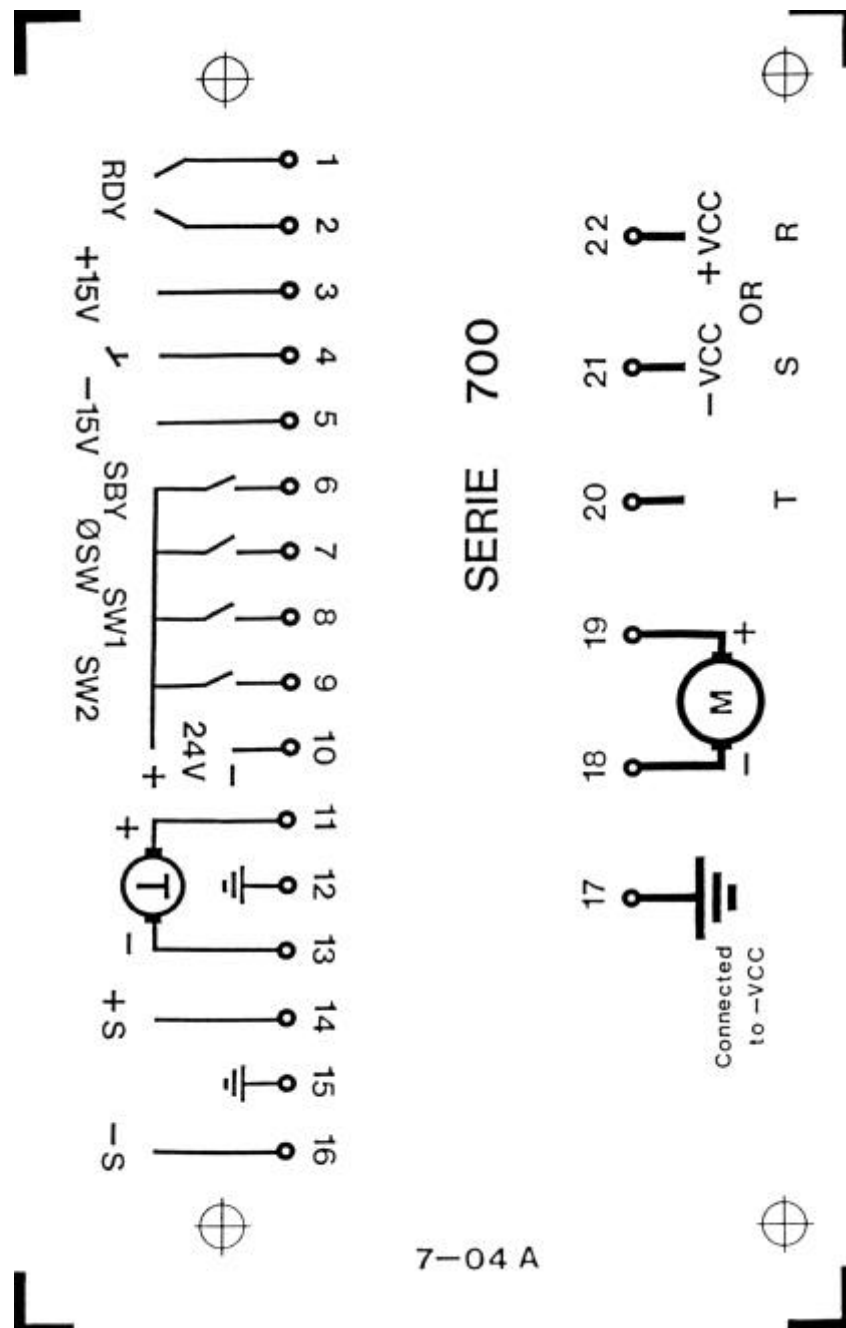 RDY
1
2
+15V
3
4
−15V
5
SBY
6
ØSW
7
SW1
8
SW2
9
24V
+
−
10
+
11
T
12
−
13
+S
14
15
−S
16
SERIE 700
22
+VCC
R
OR
21
−VCC
S
20
T
19
+
M
18
−
17
Connected
to −VCC
7−04 A